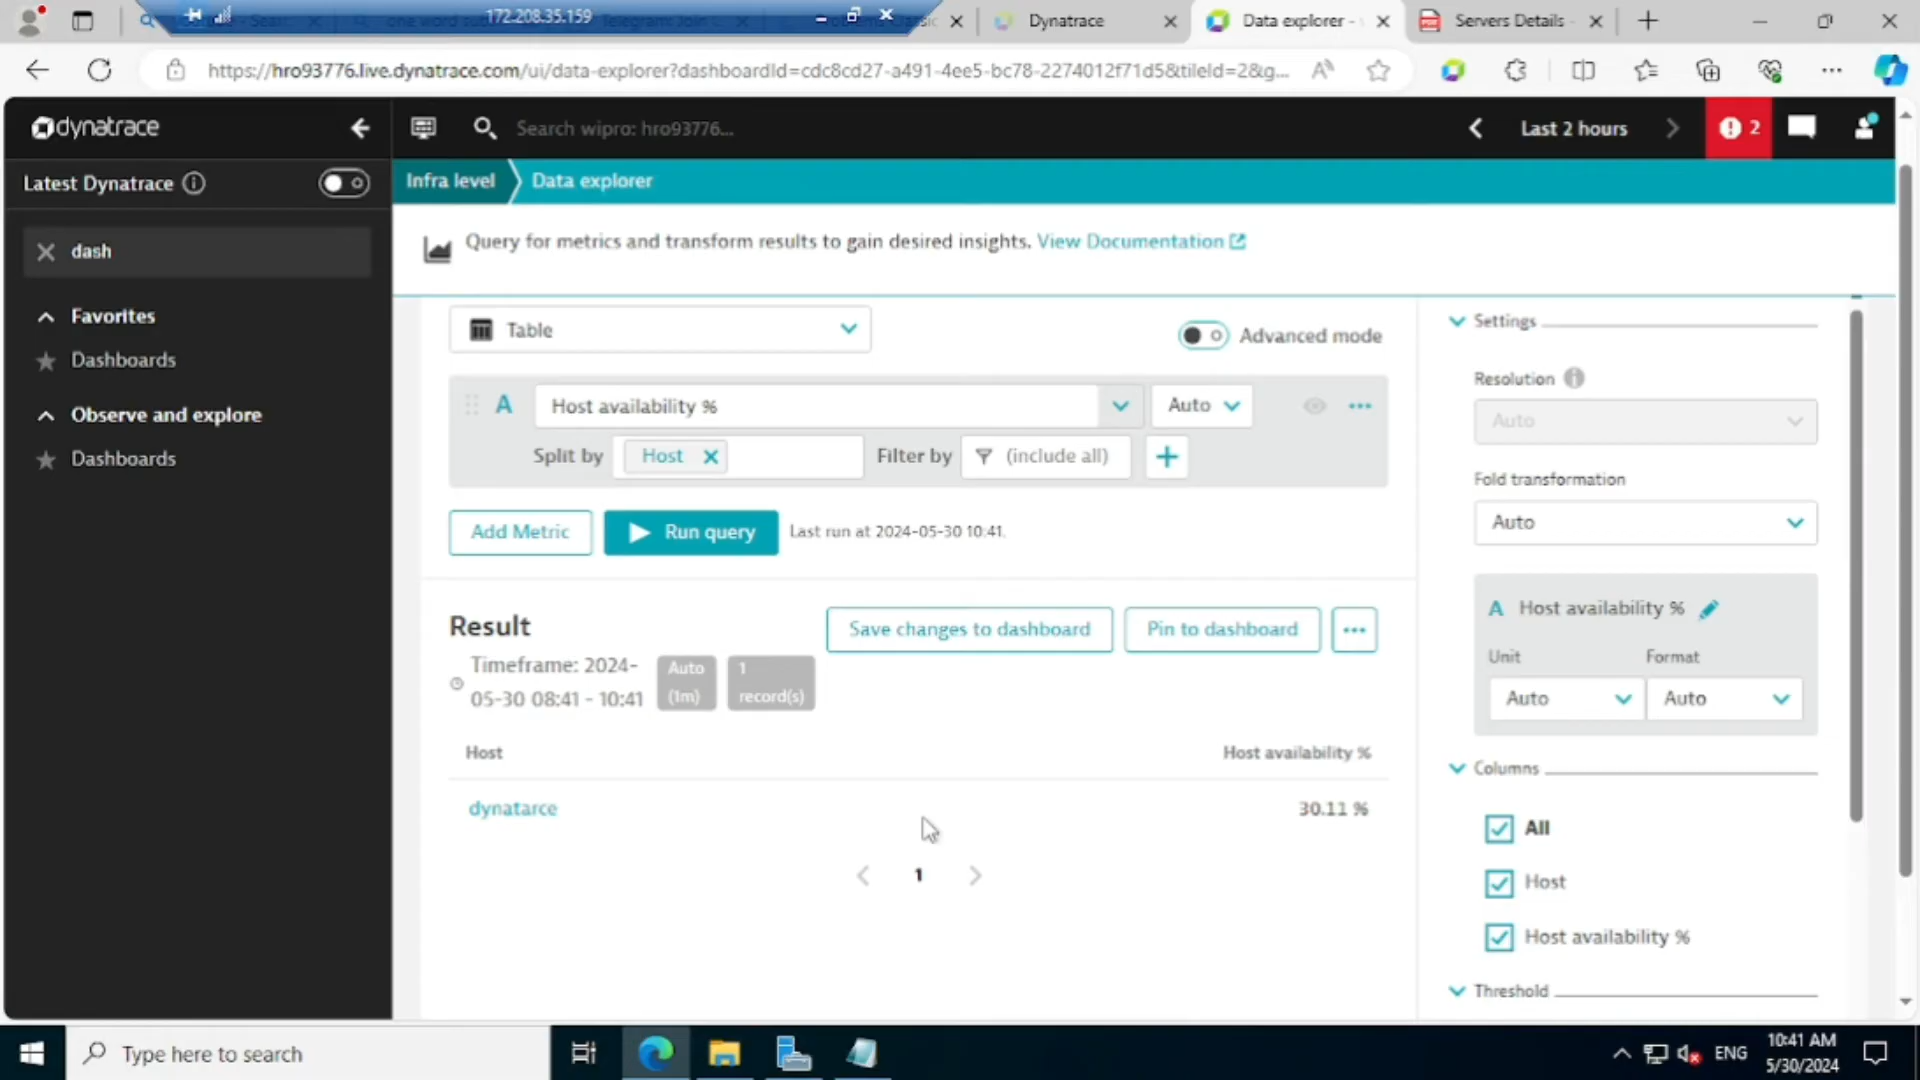 172.208.35.159
Telegram: Join
Dynatrace
Data explorer -
Servers Details -
https://hro93776.live.dynatrace.com/ui/data-explorer?dashboardId=cdc8cd27-a491-4ee5-bc78-2274012f71d5&tileId=2&g...
dynatrace
Search wipro: hro93776...
Last 2 hours
2
Latest Dynatrace
Infra level
Data explorer
dash
Query for metrics and transform results to gain desired insights. View Documentation
Favorites
Dashboards
Observe and explore
Dashboards
Table
Advanced mode
A
Host availability %
Auto
Split by
Host
Filter by
(include all)
Add Metric
Run query
Last run at 2024-05-30 10:41.
Result
Save changes to dashboard
Pin to dashboard
Timeframe: 2024-
05-30 08:41 - 10:41
Auto
(1m)
1
record(s)
Host
Host availability %
dynatarce
30.11 %
1
Settings
Resolution
Auto
Fold transformation
Auto
A Host availability %
Unit
Format
Auto
Auto
Columns
All
Host
Host availability %
Threshold
Type here to search
ENG
10:41 AM
5/30/2024